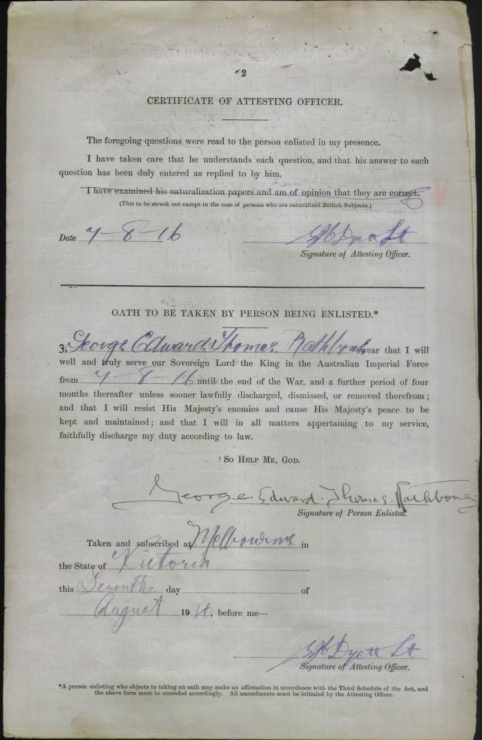 2
CERTIFICATE OF ATTESTING OFFICER.
The foregoing questions were read to the person enlisted in my presence.
I have taken care that he understands each question, and that his answer to each
question has been duly entered as replied to by him.
I have examined his naturalization papers and am of opinion that they are correct.
(This to be struck out except in the case of persons who are naturalized British Subjects.)
Date 7-8-16
Signature of Attesting Officer.
OATH TO BE TAKEN BY PERSON BEING ENLISTED.*
I, George Edward Thomas Rathbone swear that I will
well and truly serve our Sovereign Lord the King in the Australian Imperial Force
from 7-8-16 until the end of the War, and a further period of four
months thereafter unless sooner lawfully discharged, dismissed, or removed therefrom;
and that I will resist His Majesty's enemies and cause His Majesty's peace to be
kept and maintained; and that I will in all matters appertaining to my service,
faithfully discharge my duty according to law.
†So Help Me, God.
George Edward Thomas Rathbone
Signature of Person Enlisted.
Taken and subscribed at Melbourne in
the State of Victoria
this Seventh day of
August 19 16, before me—
Dyett Lt
Signature of Attesting Officer.
*A person enlisting who objects to taking an oath may make an affirmation in accordance with the Third Schedule of the Act, and
the above form must be amended accordingly. All amendments must be initialed by the Attesting Officer.